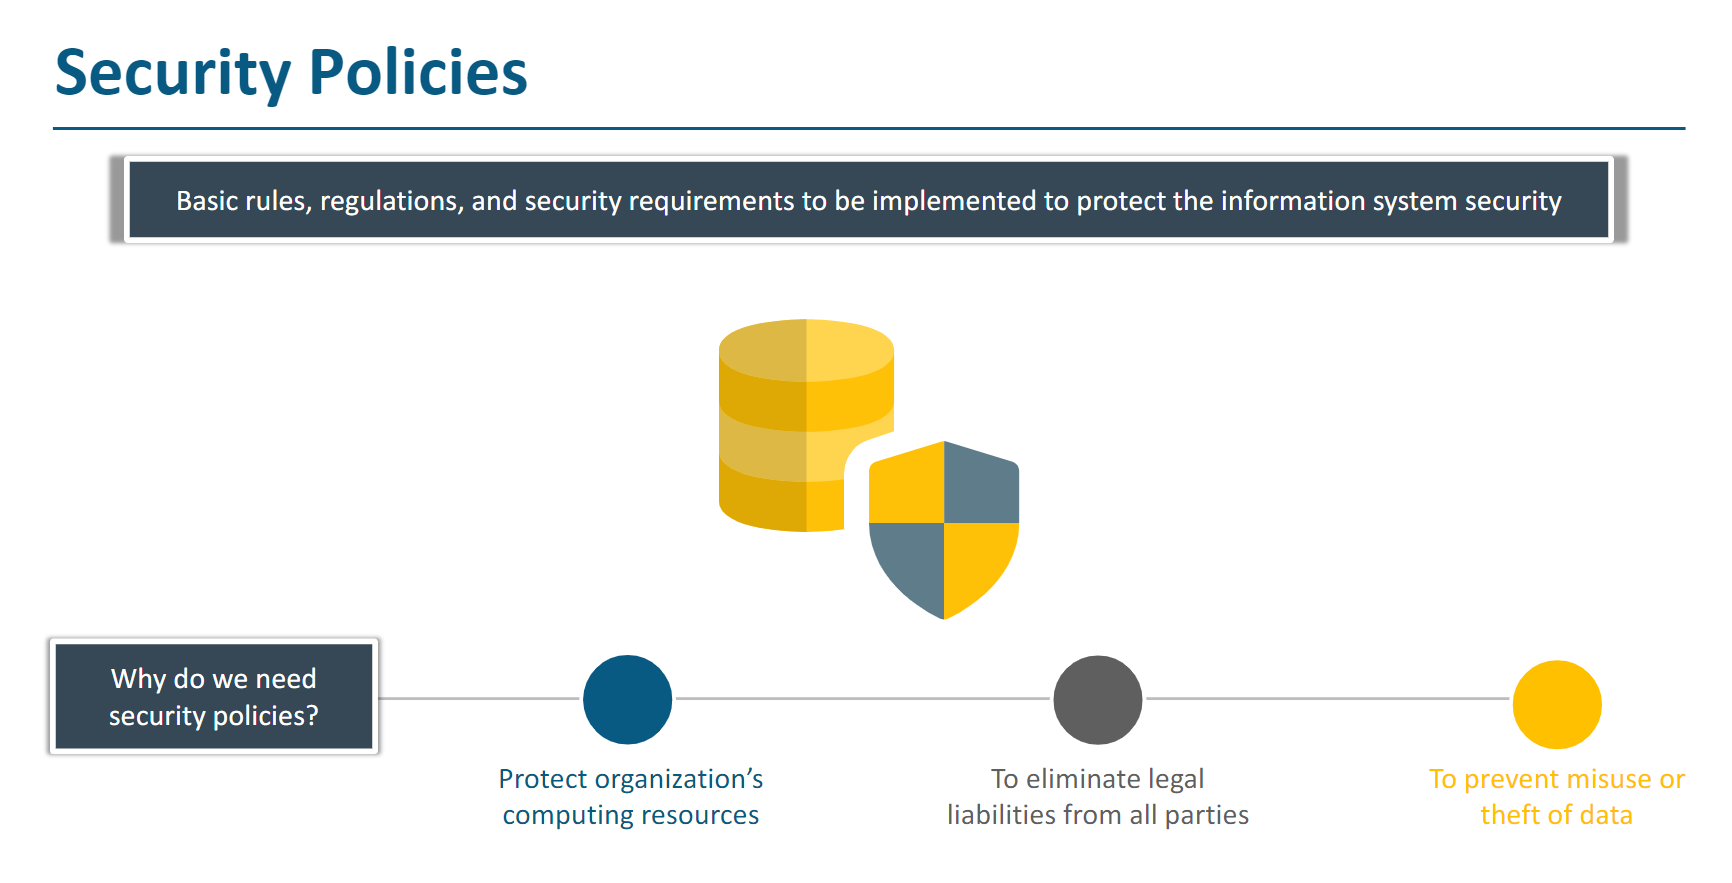 Security Policies
Basic rules, regulations, and security requirements to be implemented to protect the information system security
Why do we need
security policies?
Protect organization’s
computing resources
To eliminate legal
liabilities from all parties
To prevent misuse or
theft of data